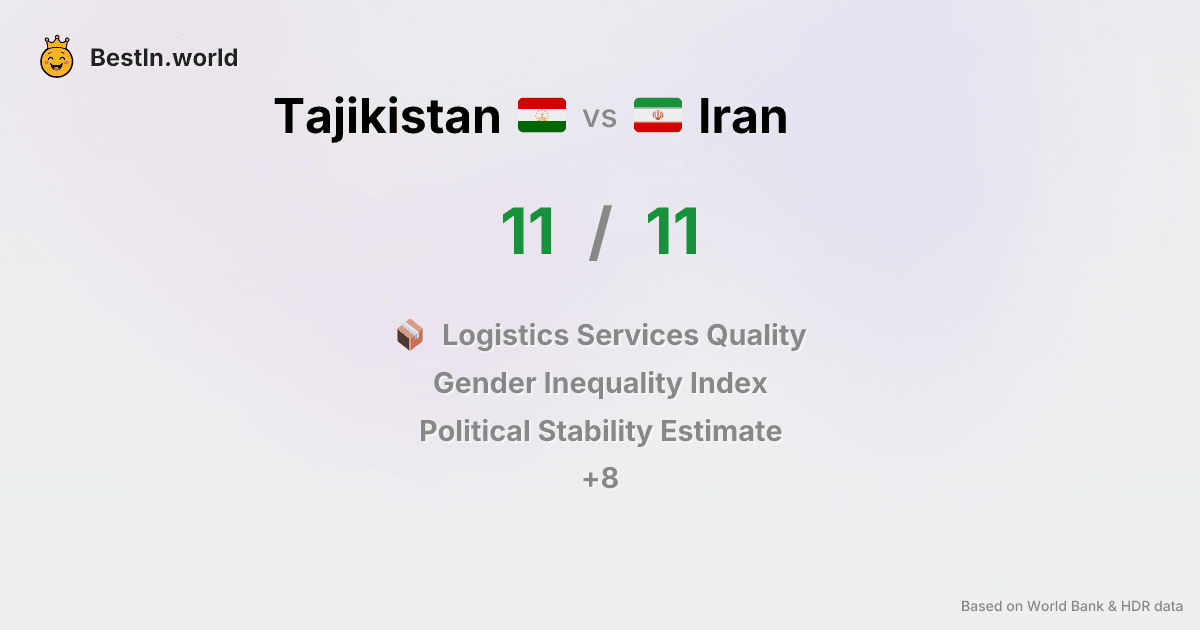 BestIn.world
Tajikistan vs Iran
11 / 11
Logistics Services Quality
Gender Inequality Index
Political Stability Estimate
+8
Based on World Bank & HDR data